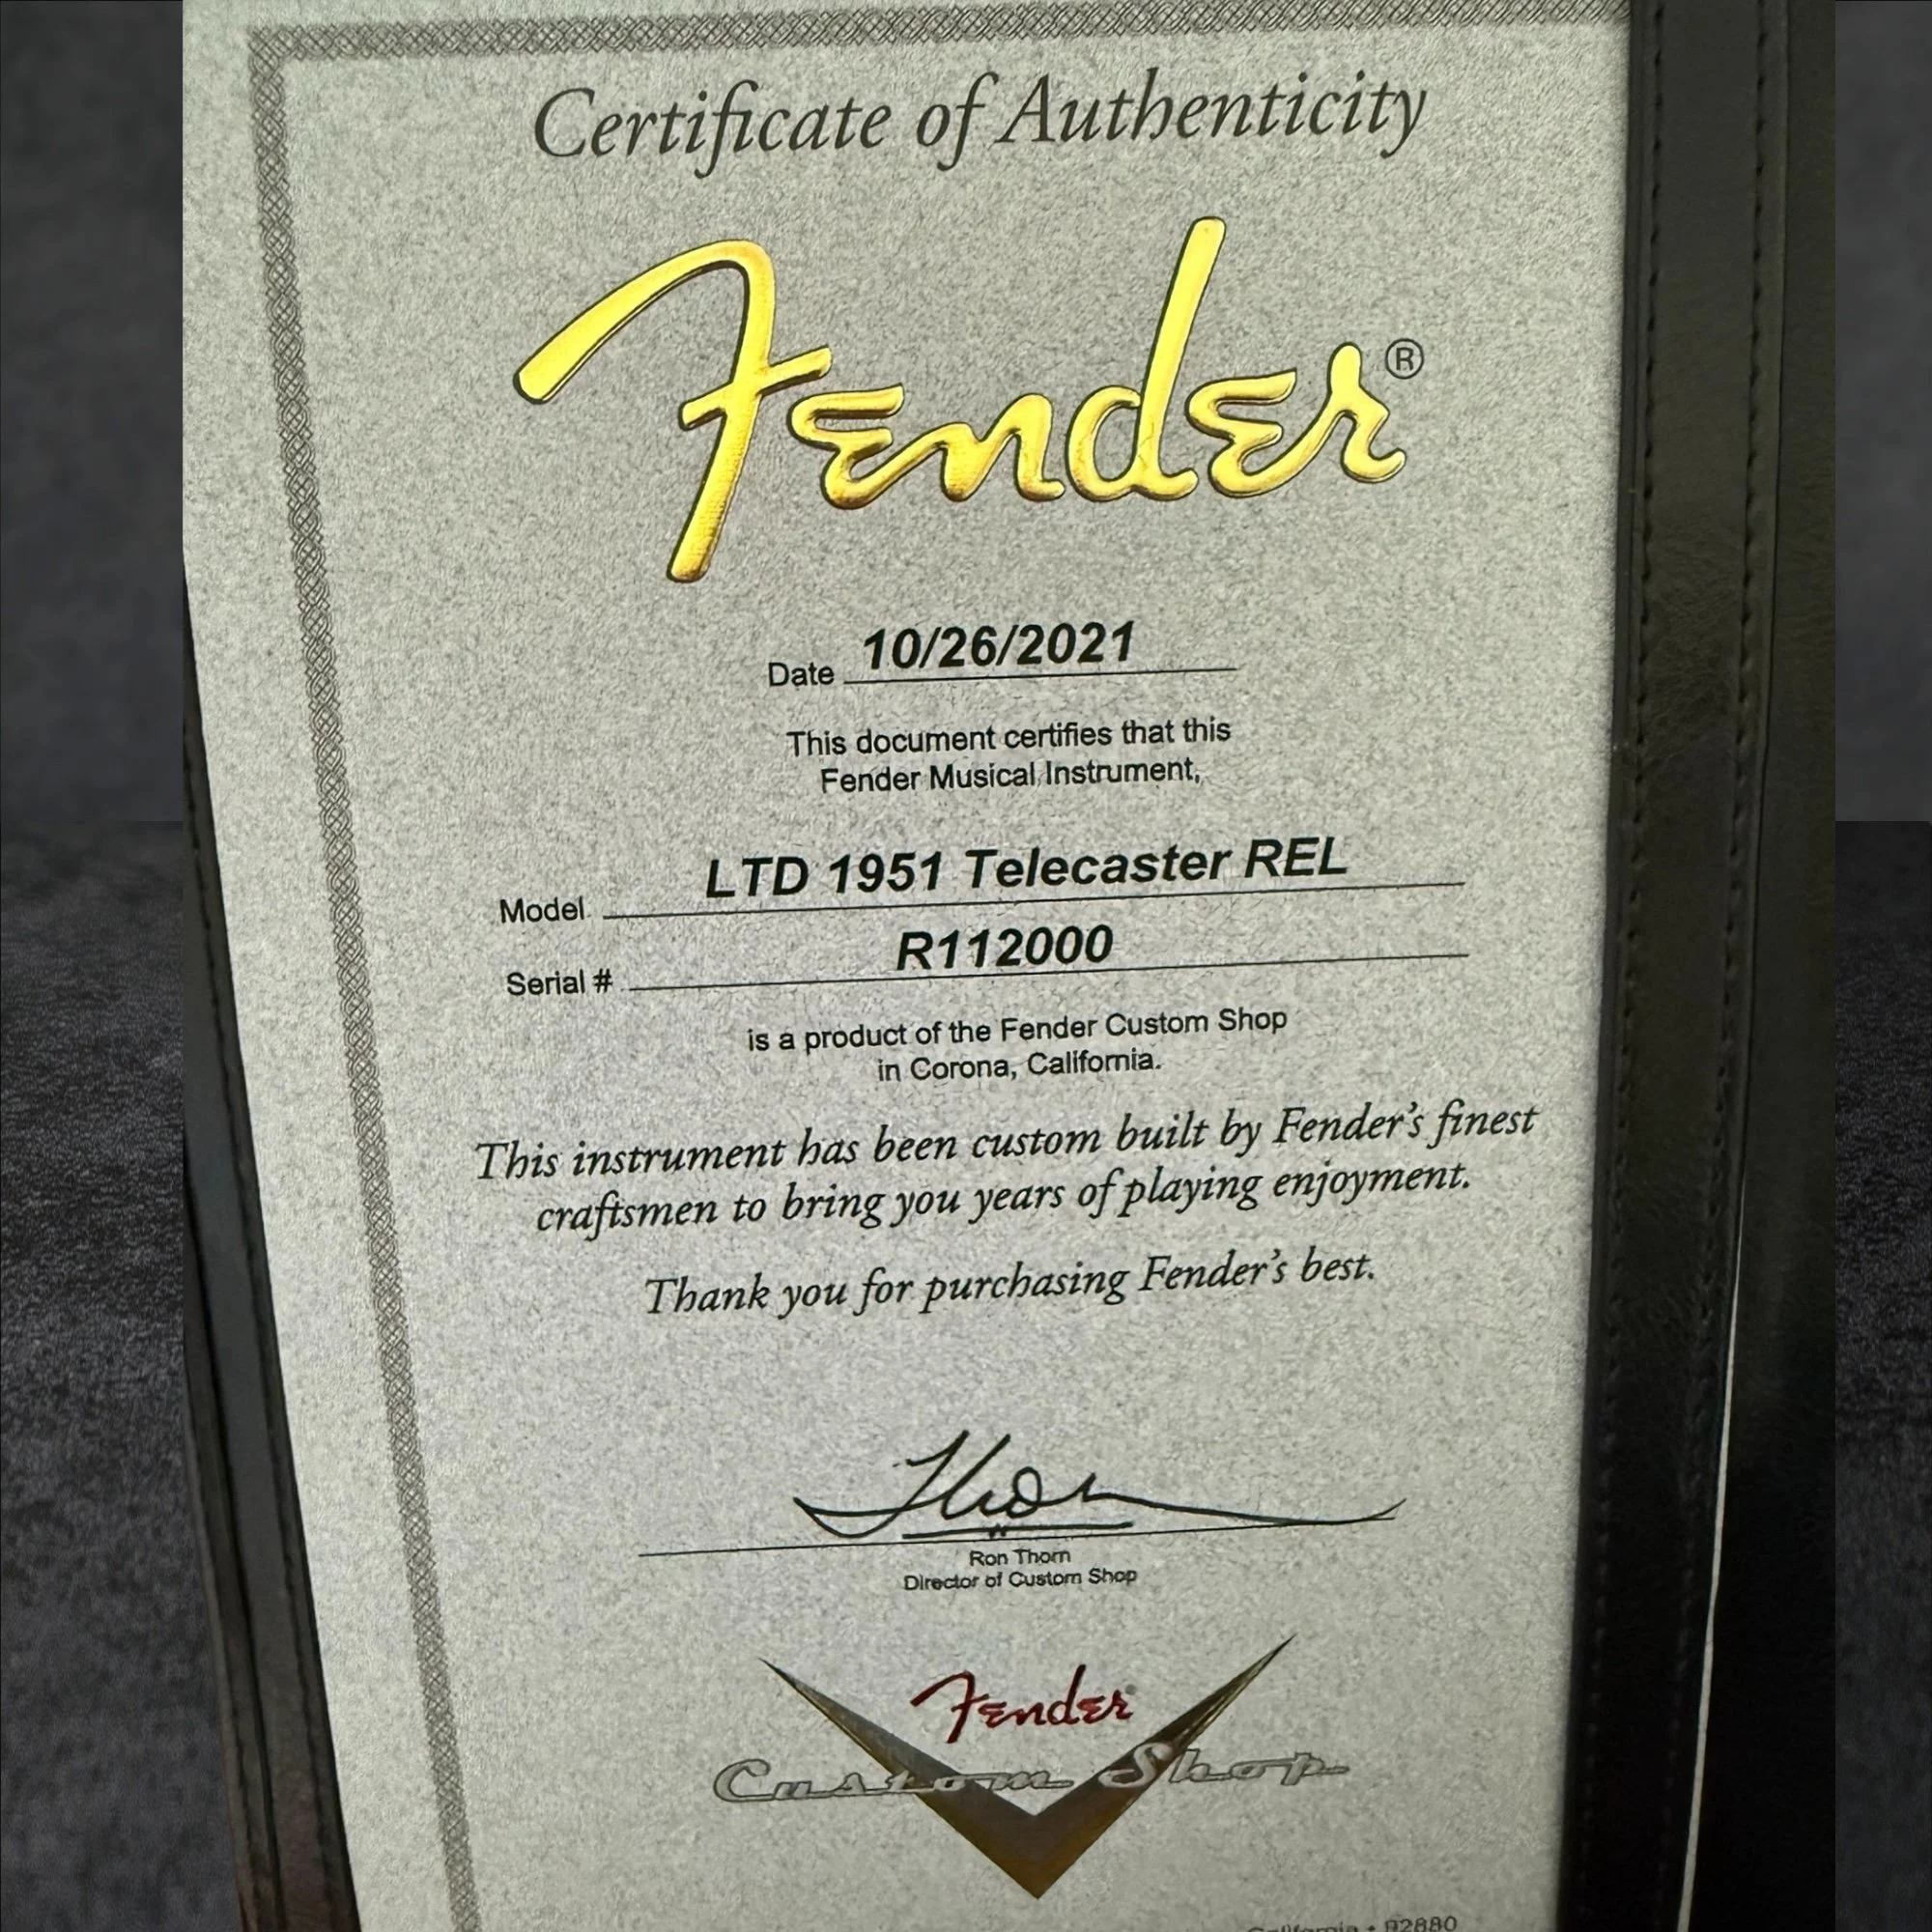 Certificate of Authenticity
Fender®
Date 10/26/2021
This document certifies that this
Fender Musical Instrument,
Model LTD 1951 Telecaster REL
Serial # R112000
is a product of the Fender Custom Shop
in Corona, California.
This instrument has been custom built by Fender's finest
craftsmen to bring you years of playing enjoyment.
Thank you for purchasing Fender's best.
Thorn
Ron Thorn
Director of Custom Shop
Fender®
Custom Shop
California • 92880